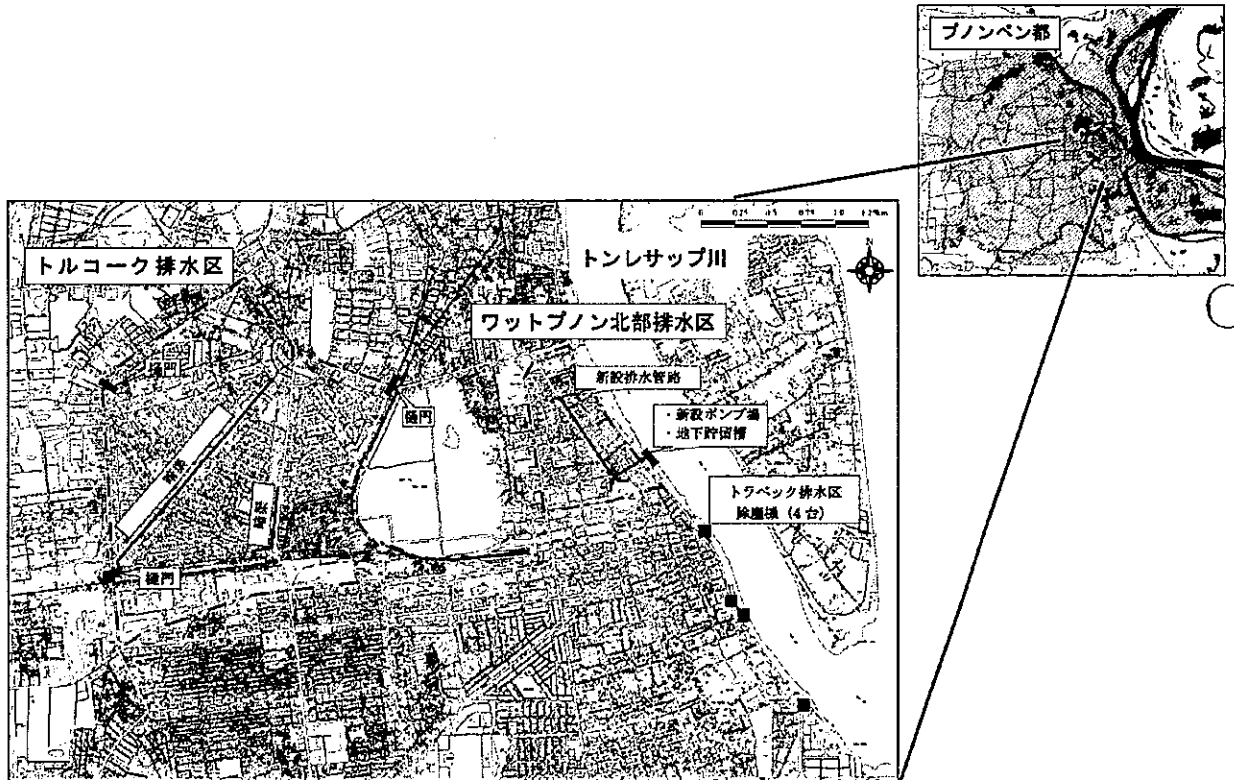 プノンペン都
トルコーク排水区
トンレサップ川
N
ワットプノン北部排水区
樋門
新設排水管路
樋門
・新設ポンプ場
・地下貯留槽
トラベック排水区
除塵機（4台）
樋門